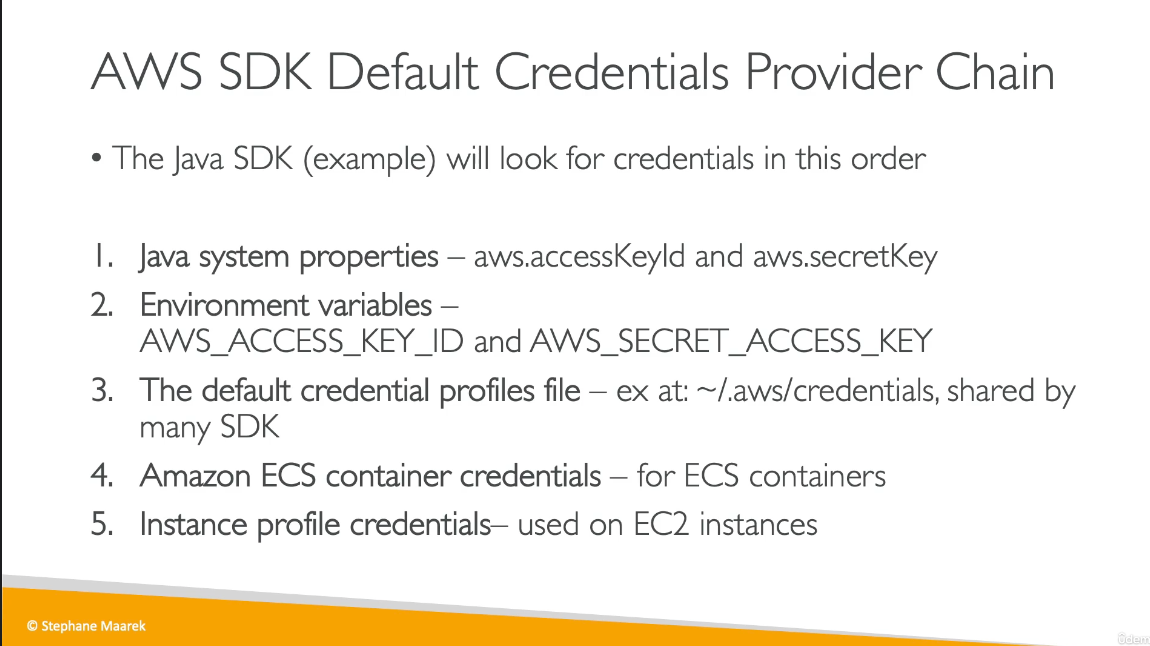 AWS SDK Default Credentials Provider Chain
• The Java SDK (example) will look for credentials in this order
1. Java system properties – aws.accessKeyId and aws.secretKey
2. Environment variables –
AWS_ACCESS_KEY_ID and AWS_SECRET_ACCESS_KEY
3. The default credential profiles file – ex at: ~/.aws/credentials, shared by
many SDK
4. Amazon ECS container credentials – for ECS containers
5. Instance profile credentials– used on EC2 instances
© Stephane Maarek